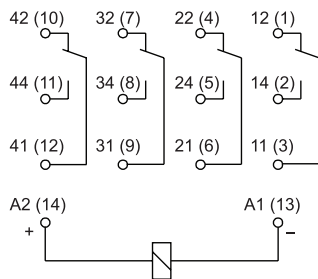 42 (10) 32 (7) 22 (4) 12 (1)
44 (11) 34 (8) 24 (5) 14 (2)
41 (12) 31 (9) 21 (6) 11 (3)
A2 (14) A1 (13)
+ –